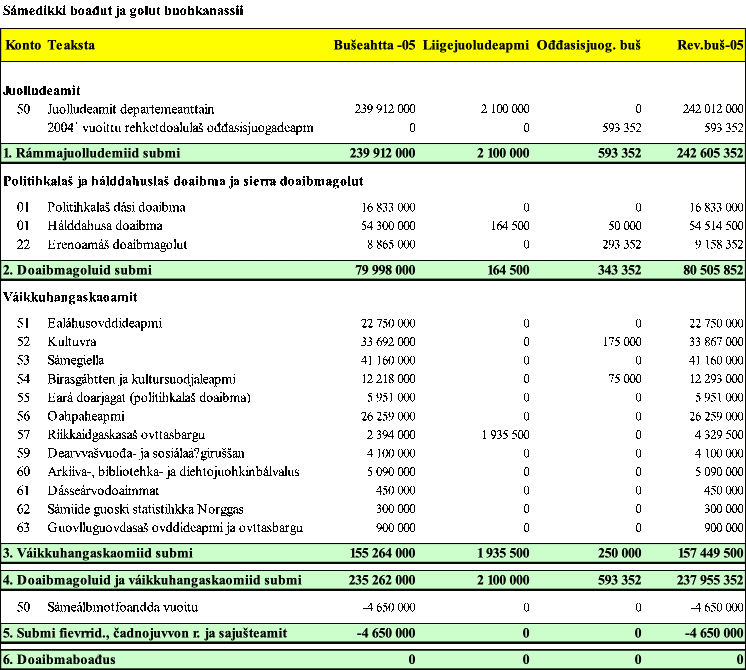 Sámedikki boađut ja golut buohkanassii
Konto Teaksta Bušeahtta -05 Liigejuoludeapmi Ođđasisjuog. buš Rev.buš-05
Juolludeamit
50 Juolludeamit departemeanttain 239 912 000 2 100 000 0 242 012 000
2004´ vuoittu rehketdoalulaš ođđasisjuogadeapm 0 0 593 352 593 352
1. Rámmajuolludemiid submi 239 912 000 2 100 000 593 352 242 605 352
Politihkalaš ja hálddahuslaš doaibma ja sierra doaibmagolut
01 Politihkalaš dási doaibma 16 833 000 0 0 16 833 000
01 Hálddahusa doaibma 54 300 000 164 500 50 000 54 514 500
22 Erenoamáš doaibmagolut 8 865 000 0 293 352 9 158 352
2. Doaibmagoluid submi 79 998 000 164 500 343 352 80 505 852
Váikkuhangaskaoamit
51 Ealáhusovddideapmi 22 750 000 0 0 22 750 000
52 Kultuvra 33 692 000 0 175 000 33 867 000
53 Sámegiella 41 160 000 0 0 41 160 000
54 Birasgáhtten ja kultursuodjaleapmi 12 218 000 0 75 000 12 293 000
55 Eará doarjagat (politihkalaš doaibma) 5 951 000 0 0 5 951 000
56 Oahpaheapmi 26 259 000 0 0 26 259 000
57 Riikkaidgaskasaš ovttasbargu 2 394 000 1 935 500 0 4 329 500
59 Dearvvašvuođa- ja sosiálaá?giruššan 4 100 000 0 0 4 100 000
60 Arkiiva-, bibliotehka- ja diehtojuohkinbálvalus 5 090 000 0 0 5 090 000
61 Dásseárvodoaimmat 450 000 0 0 450 000
62 Sámiide guoski statistihkka Norggas 300 000 0 0 300 000
63 Guovlluguovdasaš ovddideapmi ja ovttasbargu 900 000 0 0 900 000
3. Váikkuhangaskaomiid submi 155 264 000 1 935 500 250 000 157 449 500
4. Doaibmagoluid ja váikkuhangaskaomiid submi 235 262 000 2 100 000 593 352 237 955 352
50 Sámeálbmotfoandda vuoitu -4 650 000 0 0 -4 650 000
5. Submi fievrrid., čadnojuvvon r. ja sajušteamit -4 650 000 0 0 -4 650 000
6. Doaibmaboađus 0 0 0 0